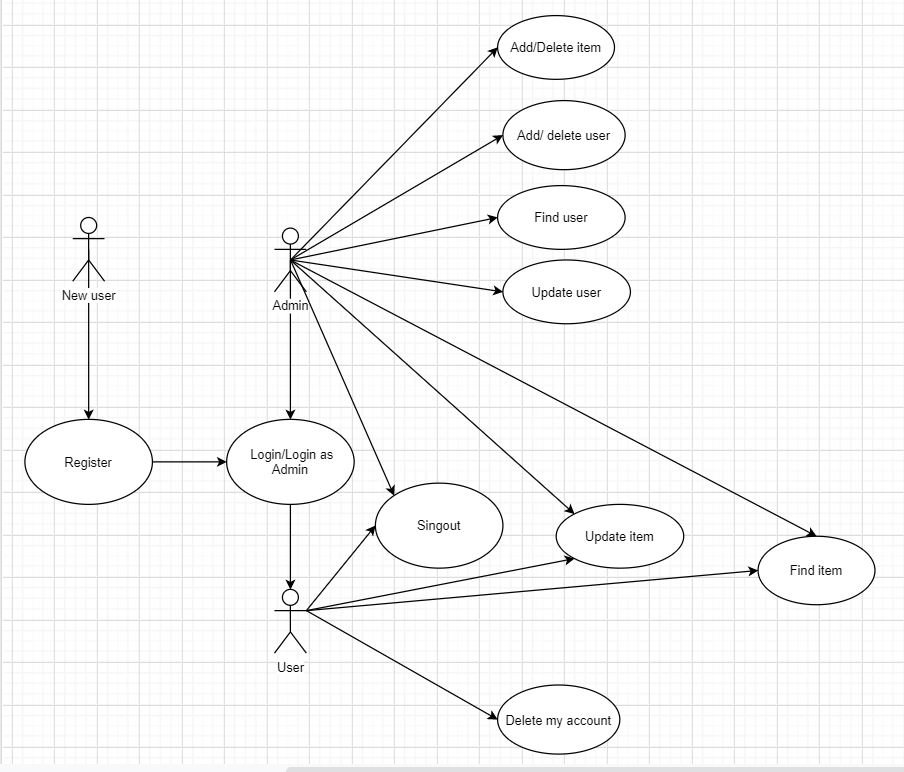 Add/Delete item
Add/ delete user
Find user
Update user
New user
Admin
Register
Login/Login as
Admin
Singout
Update item
Find item
User
Delete my account